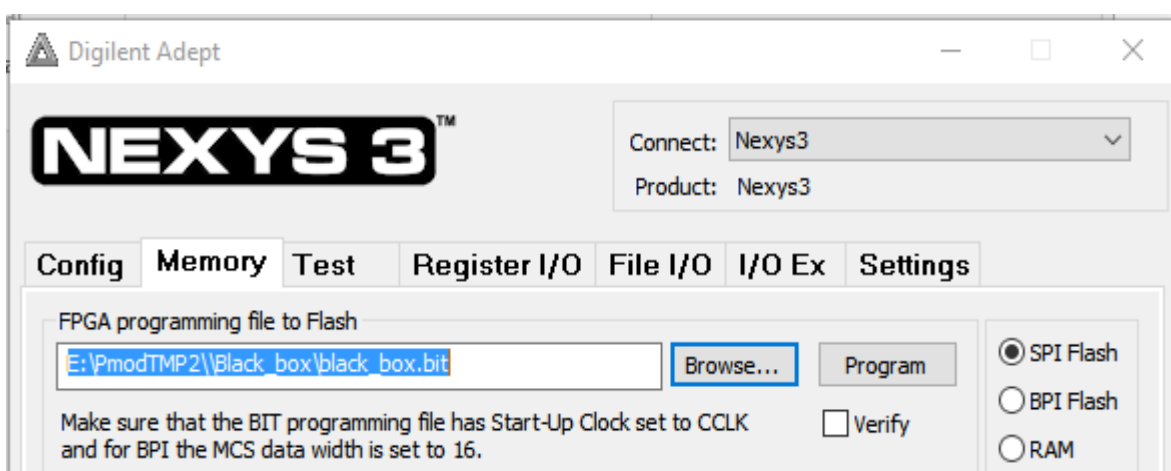 Digilent Adept
NEXYS 3™
Connect: Nexys3
Product: Nexys3
Config Memory Test Register I/O File I/O I/O Ex Settings
FPGA programming file to Flash
E:\PmodTMP2\\Black_box\black_box.bit Browse... Program
Make sure that the BIT programming file has Start-Up Clock set to CCLK
and for BPI the MCS data width is set to 16.
Verify
SPI Flash
BPI Flash
RAM